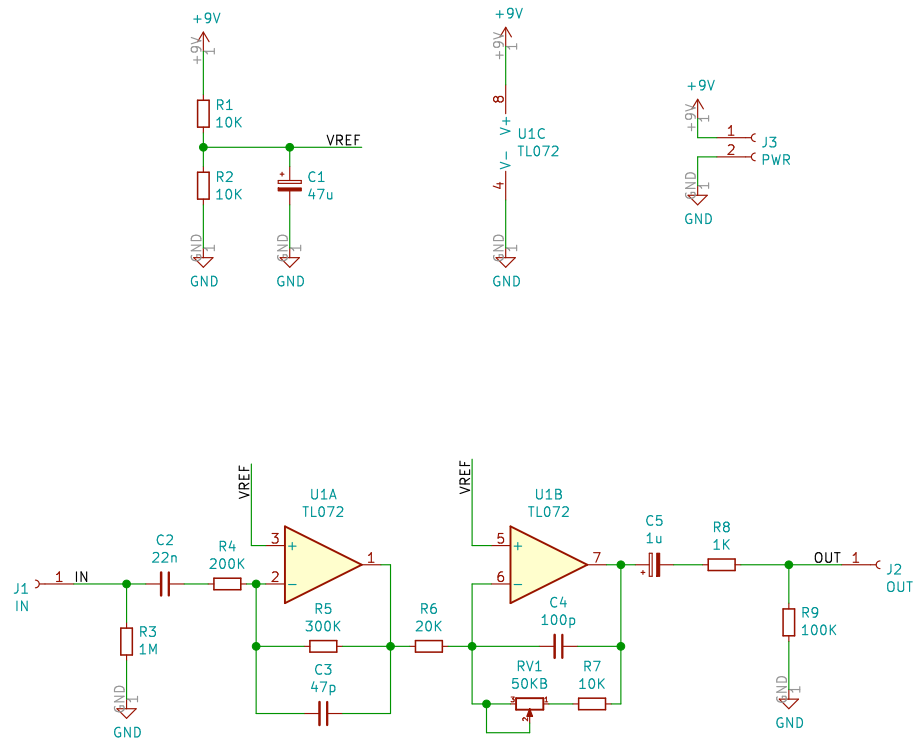 +9V
+9V
1
R1
10K
VREF
R2
10K
C1
47u
+
GND
1
GND
GND
1
GND
+9V
+9V
1
8
V+
U1C
TL072
V-
4
GND
1
GND
+9V
+9V
1
1
2
J3
PWR
GND
1
GND
VREF
U1A
TL072
3
+
2
−
1
C2
22n
R4
200K
J1
IN
1
IN
R3
1M
GND
1
GND
R5
300K
C3
47p
R6
20K
VREF
U1B
TL072
5
+
6
−
7
C4
100p
RV1
50KB
3
1
2
R7
10K
C5
1u
+
R8
1K
OUT
1
J2
OUT
R9
100K
GND
1
GND